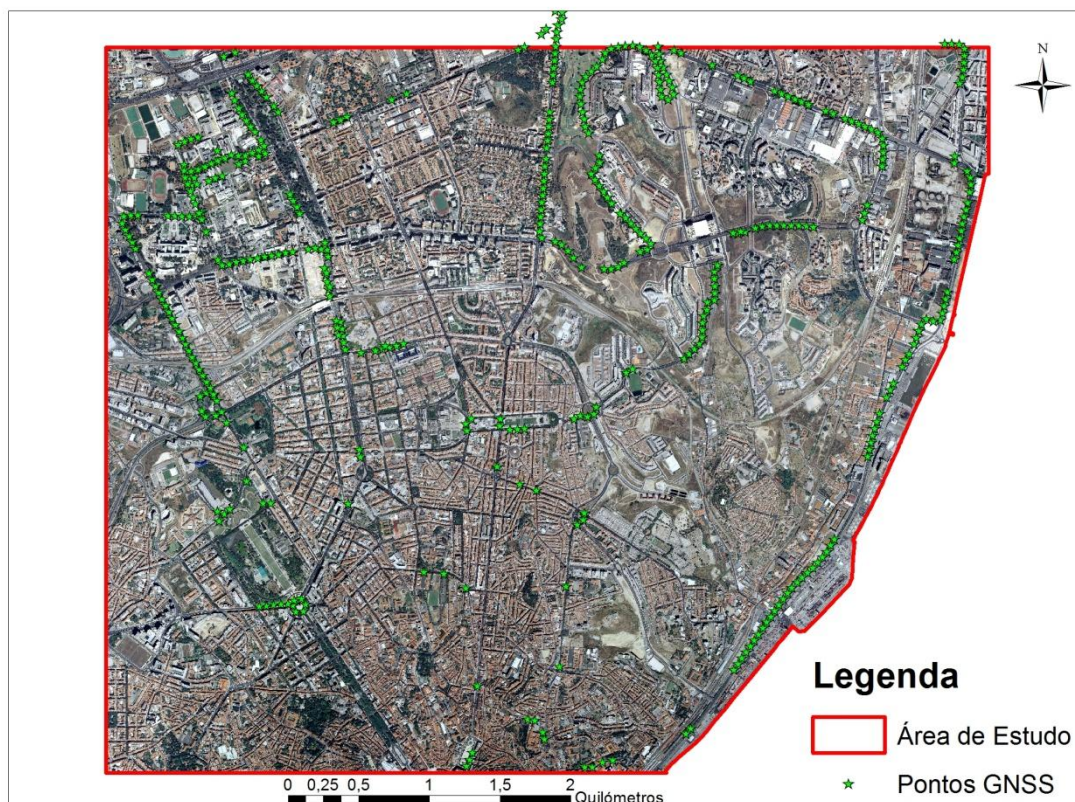 N
Legenda
Área de Estudo
Pontos GNSS
0 0,25 0,5 1 1,5 2
Quilómetros